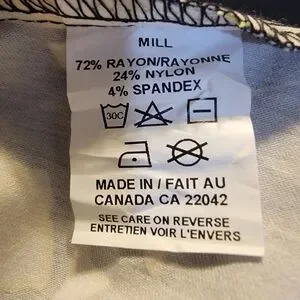 MILL
72% RAYON/RAYONNE
24% NYLON
4% SPANDEX
30C
MADE IN / FAIT AU
CANADA CA 22042
SEE CARE ON REVERSE
ENTRETIEN VOIR L'ENVERS